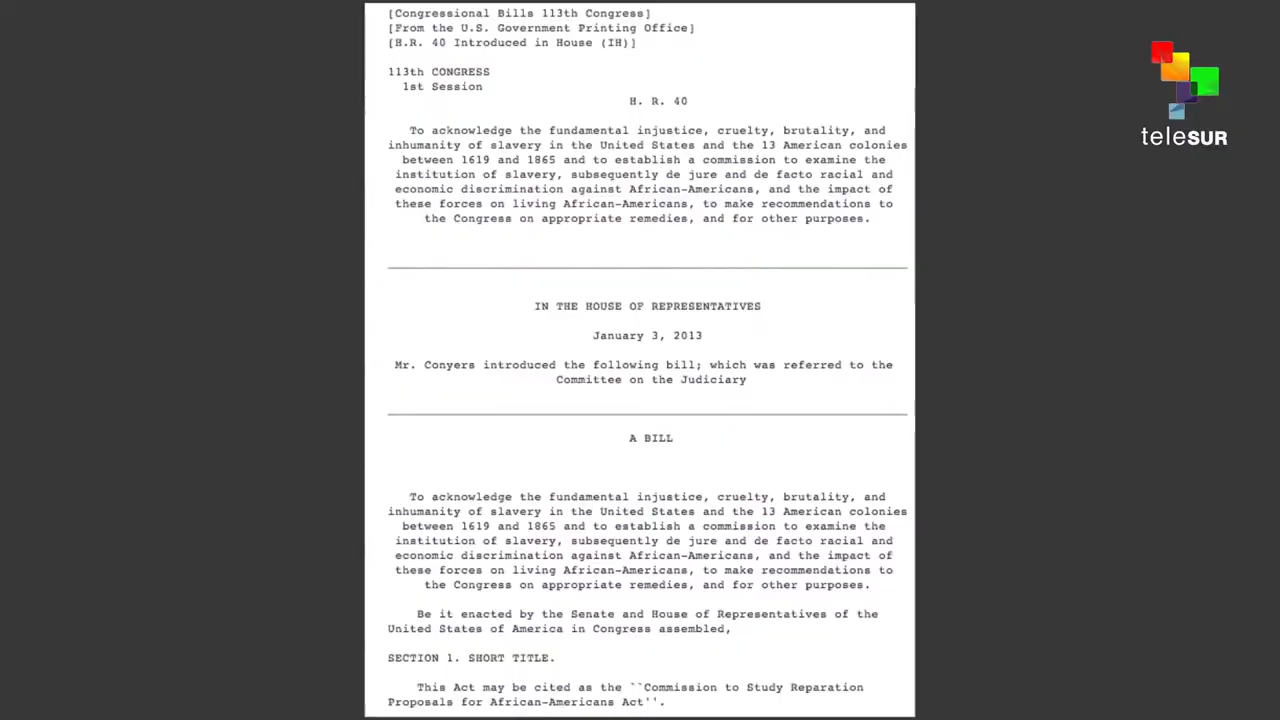 [Congressional Bills 113th Congress]
[From the U.S. Government Printing Office]
[H.R. 40 Introduced in House (IH)]
113th CONGRESS
1st Session
H. R. 40
To acknowledge the fundamental injustice, cruelty, brutality, and
inhumanity of slavery in the United States and the 13 American colonies
between 1619 and 1865 and to establish a commission to examine the
institution of slavery, subsequently de jure and de facto racial and
economic discrimination against African-Americans, and the impact of
these forces on living African-Americans, to make recommendations to
the Congress on appropriate remedies, and for other purposes.
IN THE HOUSE OF REPRESENTATIVES
January 3, 2013
Mr. Conyers introduced the following bill; which was referred to the
Committee on the Judiciary
A BILL
To acknowledge the fundamental injustice, cruelty, brutality, and
inhumanity of slavery in the United States and the 13 American colonies
between 1619 and 1865 and to establish a commission to examine the
institution of slavery, subsequently de jure and de facto racial and
economic discrimination against African-Americans, and the impact of
these forces on living African-Americans, to make recommendations to
the Congress on appropriate remedies, and for other purposes.
Be it enacted by the Senate and House of Representatives of the
United States of America in Congress assembled,
SECTION 1. SHORT TITLE.
This Act may be cited as the ``Commission to Study Reparation
Proposals for African-Americans Act''.
teleSUR